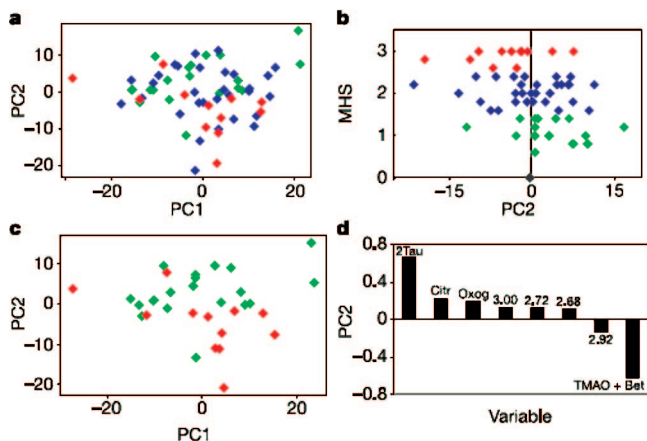 a
10
0
−10
−20
PC2
−20
0
20
PC1
b
3
2
1
0
MHS
−15
0
15
PC2
c
10
0
−10
−20
PC2
−20
0
20
PC1
d
0.8
0.4
0
−0.4
−0.8
PC2
2Tau
Citr
Oxog
3.00
2.72
2.68
2.92
TMAO + Bet
Variable